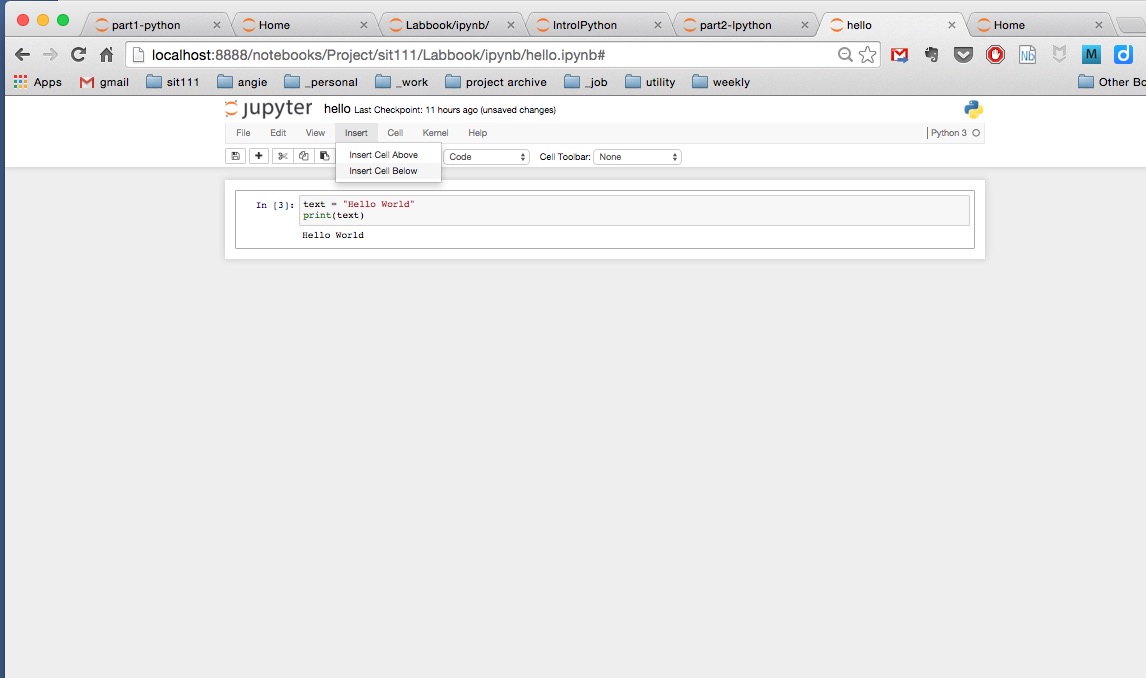 part1-python
Home
Labbook/ipynb/
IntroIPython
part2-Ipython
hello
Home
localhost:8888/notebooks/Project/sit111/Labbook/ipynb/hello.ipynb#
Nb
M
d
Apps
gmail
sit111
angie
_personal
_work
project archive
_job
utility
weekly
Other Bo
jupyter
hello Last Checkpoint: 11 hours ago (unsaved changes)
File Edit View Insert Cell Kernel Help
Python 3
Insert Cell Above
Insert Cell Below
Code
Cell Toolbar: None
In [3]: text = "Hello World"
print(text)
Hello World